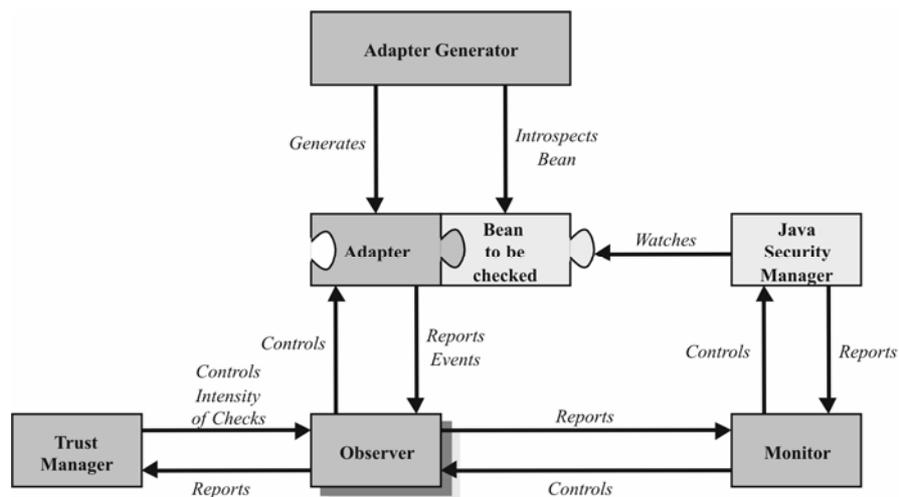 Adapter Generator
Generates
Introspects
Bean
Adapter
Bean
to be
checked
Watches
Java
Security
Manager
Controls
Reports
Events
Controls
Reports
Controls
Intensity
of Checks
Trust
Manager
Observer
Reports
Monitor
Reports
Controls